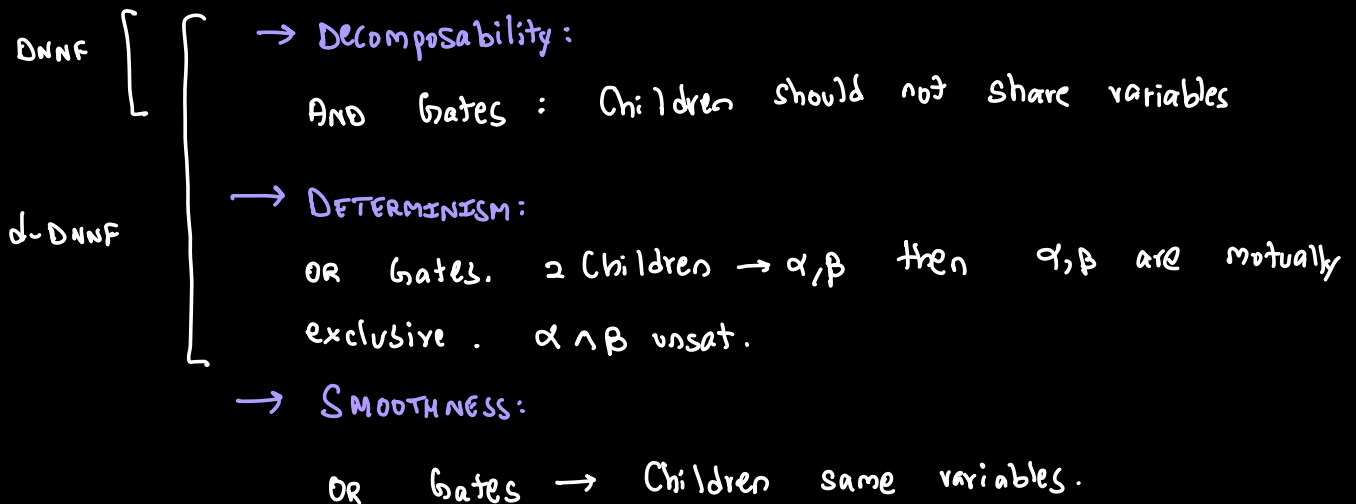 DNNF
→ Decomposability:
AND Gates : Children should not share variables
d-DNNF
→ DETERMINISM:
OR Gates. 2 Children → α,β then α,β are motually
exclusive. α ∧ β unsat.
→ SMOOTHNESS:
OR Gates → Children same variables.